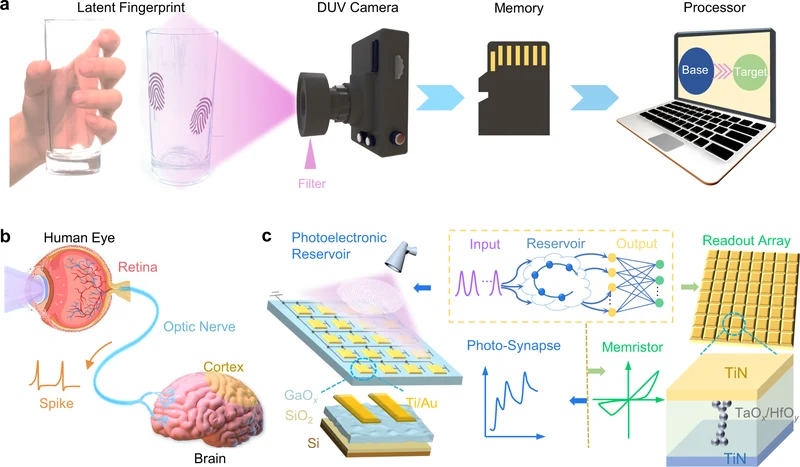 a
Latent Fingerprint
DUV Camera
Memory
Processor
Base
Target
Filter
b
Human Eye
Retina
Optic Nerve
Spike
Cortex
Brain
c
Photoelectronic
Reservoir
Input
Reservoir
Output
Readout Array
Photo-Synapse
Memristor
GaOₓ
SiO₂
Si
Ti/Au
TiN
TaOₓ/HfOᵧ
TiN